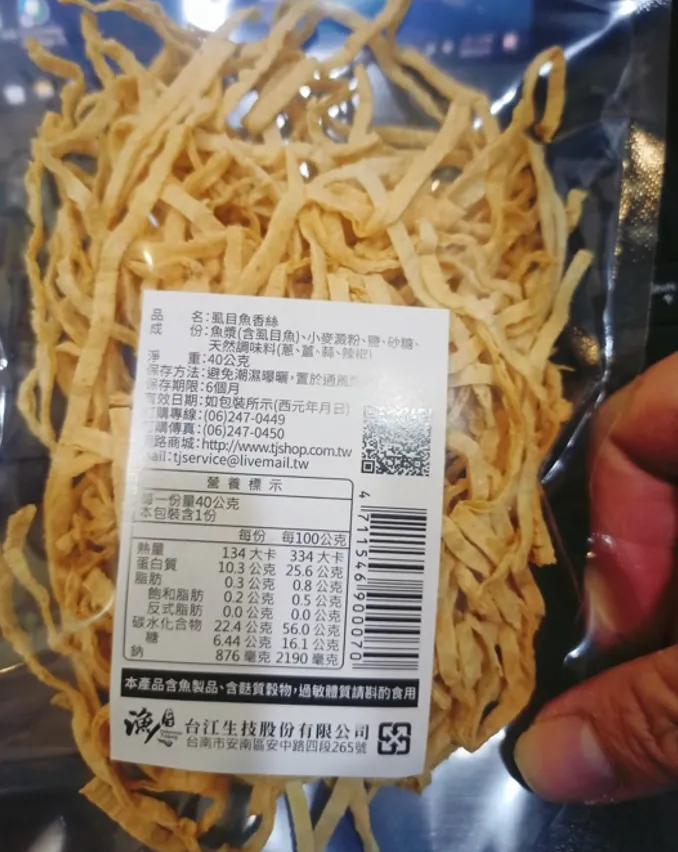 品　名:虱目魚香絲
成　份:魚漿(含虱目魚)、小麥澱粉、鹽、砂糖、
天然調味料(蔥、薑、蒜、辣椒)
淨　重:40公克
保存方法:避免潮濕曝曬,置於通風
保存期限:6個月
有效日期:如包裝所示(西元年月日)
訂購專線:(06)247-0449
訂購傳真:(06)247-0450
路商城:http://www.tjshop.com.tw
ail:tjservice@livemail.tw
營養標示
每一份量40公克
本包裝含1份
每份 每100公克
熱量 134 大卡 334 大卡
蛋白質 10.3 公克 25.6 公克
脂肪 0.3 公克 0.8 公克
飽和脂肪 0.2 公克 0.5 公克
反式脂肪 0.0 公克 0.0 公克
碳水化合物 22.4 公克 56.0 公克
糖 6.44 公克 16.1 公克
鈉 876 毫克 2190 毫克
4 711546 900070
本產品含魚製品、含麩質穀物,過敏體質請斟酌食用
台江生技股份有限公司
台南市安南區安中路四段265號